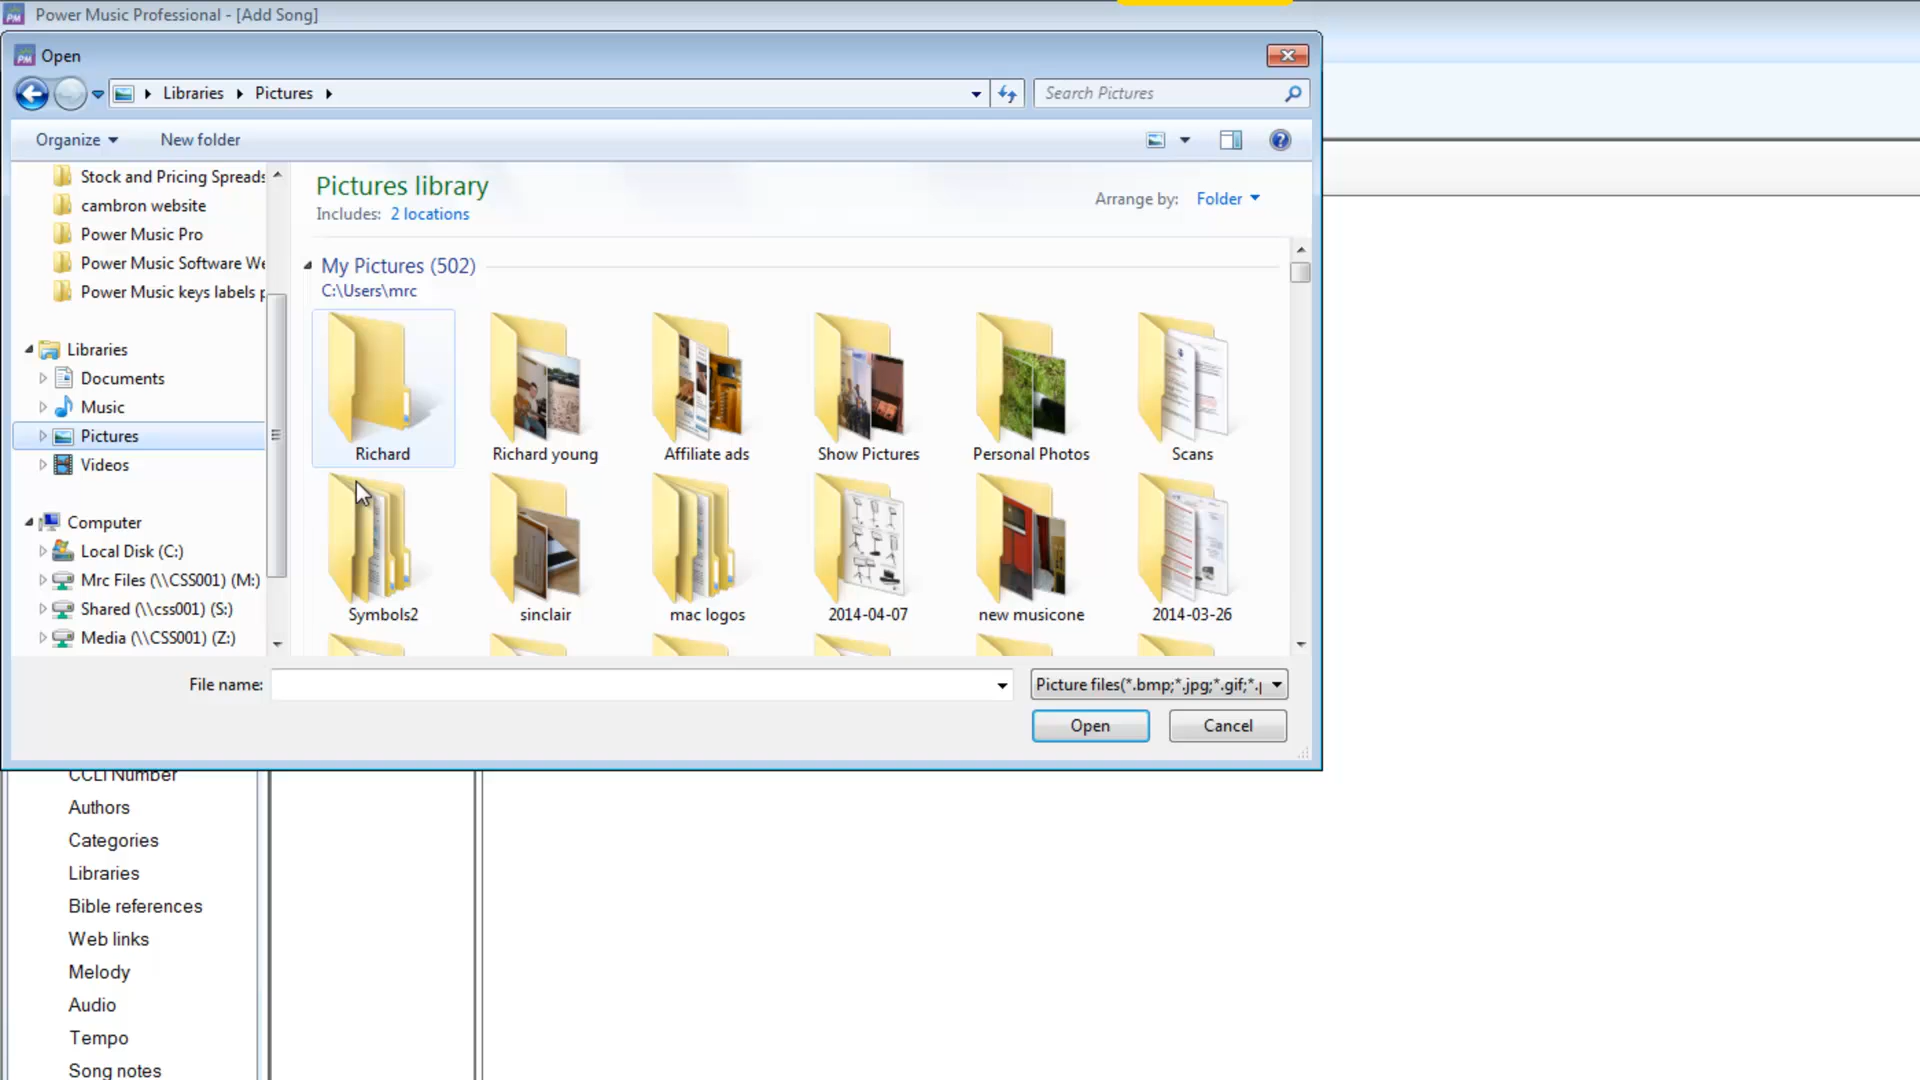 Power Music Professional - [Add Song]
Open
Libraries
Pictures
Search Pictures
Organize
New folder
Stock and Pricing Spreads
cambron website
Power Music Pro
Power Music Software We
Power Music keys labels p
Libraries
Documents
Music
Pictures
Videos
Computer
Local Disk (C:)
Mrc Files (\\CSS001) (M:)
Shared (\\css001) (S:)
Media (\\CSS001) (Z:)
Pictures library
Includes: 2 locations
Arrange by: Folder
My Pictures (502)
C:\Users\mrc
Richard
Richard young
Affiliate ads
Show Pictures
Personal Photos
Scans
Symbols2
sinclair
mac logos
2014-04-07
new musicone
2014-03-26
File name:
Picture files(*.bmp;*.jpg;*.gif;*.
Open
Cancel
CCLI Number
Authors
Categories
Libraries
Bible references
Web links
Melody
Audio
Tempo
Song notes